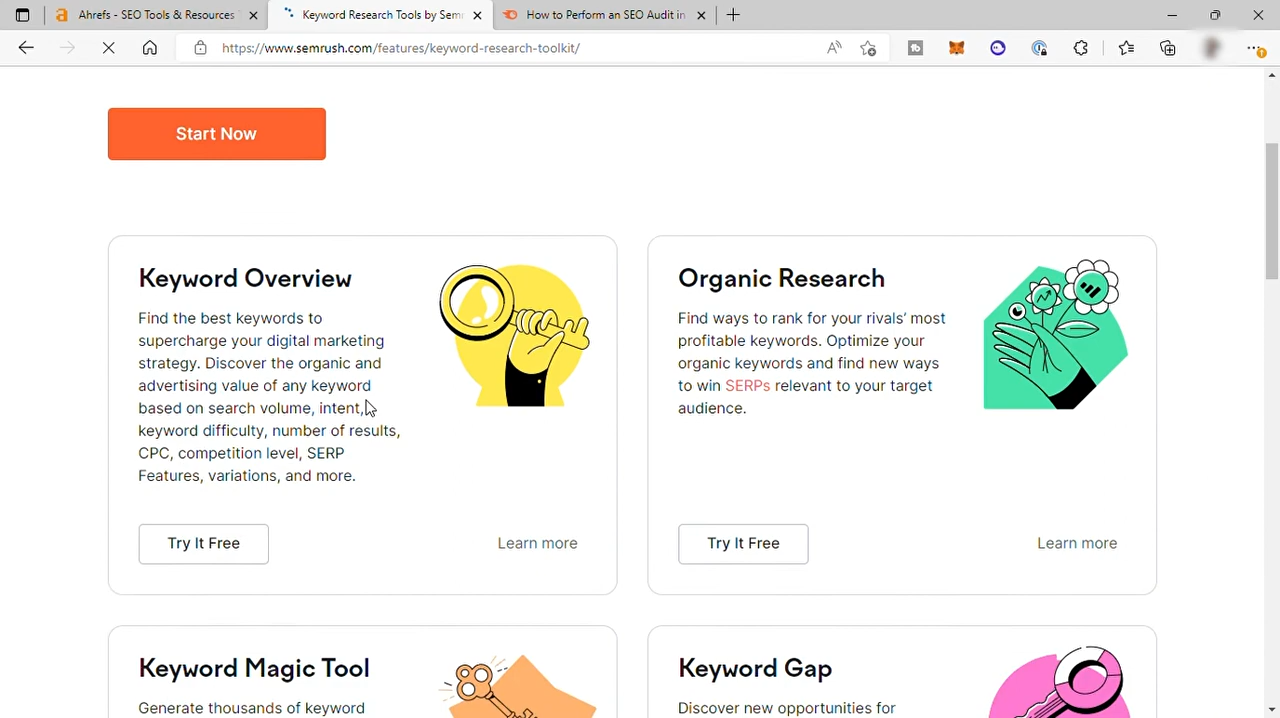 Ahrefs - SEO Tools & Resources
Keyword Research Tools by Sem
How to Perform an SEO Audit in
https://www.semrush.com/features/keyword-research-toolkit/
Start Now
Keyword Overview
Find the best keywords to
supercharge your digital marketing
strategy. Discover the organic and
advertising value of any keyword
based on search volume, intent,
keyword difficulty, number of results,
CPC, competition level, SERP
Features, variations, and more.
Try It Free
Learn more
Organic Research
Find ways to rank for your rivals’ most
profitable keywords. Optimize your
organic keywords and find new ways
to win SERPs relevant to your target
audience.
Try It Free
Learn more
Keyword Magic Tool
Generate thousands of keyword
Keyword Gap
Discover new opportunities for